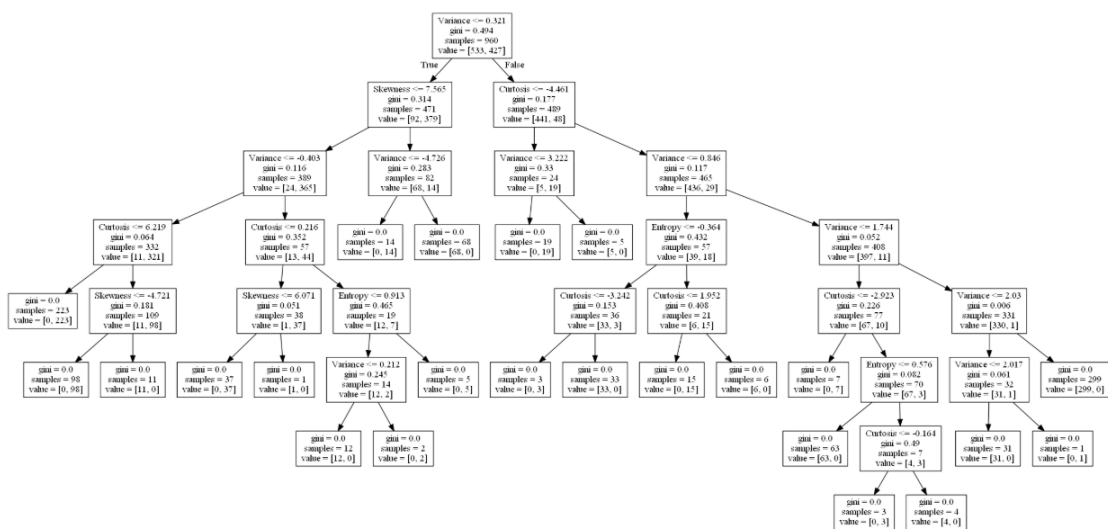 Variance <= 0.321
gini = 0.494
samples = 960
value = [533, 427]
True
False
Skewness <= 7.565
gini = 0.314
samples = 471
value = [92, 379]
Curtosis <= -4.461
gini = 0.177
samples = 489
value = [441, 48]
Variance <= -0.403
gini = 0.116
samples = 389
value = [24, 365]
Variance <= -4.726
gini = 0.283
samples = 82
value = [68, 14]
Variance <= 3.222
gini = 0.33
samples = 24
value = [5, 19]
Variance <= 0.846
gini = 0.117
samples = 465
value = [436, 29]
Curtosis <= 6.219
gini = 0.064
samples = 332
value = [11, 321]
Curtosis <= 0.216
gini = 0.352
samples = 57
value = [13, 44]
gini = 0.0
samples = 14
value = [0, 14]
gini = 0.0
samples = 68
value = [68, 0]
gini = 0.0
samples = 19
value = [0, 19]
gini = 0.0
samples = 5
value = [5, 0]
Entropy <= -0.364
gini = 0.432
samples = 57
value = [39, 18]
Variance <= 1.744
gini = 0.052
samples = 408
value = [397, 11]
gini = 0.0
samples = 223
value = [0, 223]
Skewness <= -4.721
gini = 0.181
samples = 109
value = [11, 98]
Skewness <= 6.071
gini = 0.051
samples = 38
value = [1, 37]
Entropy <= 0.913
gini = 0.465
samples = 19
value = [12, 7]
Curtosis <= -3.242
gini = 0.153
samples = 36
value = [33, 3]
Curtosis <= 1.952
gini = 0.408
samples = 21
value = [6, 15]
Curtosis <= -2.923
gini = 0.226
samples = 77
value = [67, 10]
Variance <= 2.03
gini = 0.006
samples = 331
value = [330, 1]
gini = 0.0
samples = 98
value = [0, 98]
gini = 0.0
samples = 11
value = [11, 0]
gini = 0.0
samples = 37
value = [0, 37]
gini = 0.0
samples = 1
value = [1, 0]
Variance <= 0.212
gini = 0.245
samples = 14
value = [12, 2]
gini = 0.0
samples = 5
value = [0, 5]
gini = 0.0
samples = 3
value = [0, 3]
gini = 0.0
samples = 33
value = [33, 0]
gini = 0.0
samples = 15
value = [0, 15]
gini = 0.0
samples = 6
value = [6, 0]
gini = 0.0
samples = 7
value = [0, 7]
Entropy <= 0.576
gini = 0.082
samples = 70
value = [67, 3]
Variance <= 2.017
gini = 0.061
samples = 32
value = [31, 1]
gini = 0.0
samples = 299
value = [299, 0]
gini = 0.0
samples = 12
value = [12, 0]
gini = 0.0
samples = 2
value = [0, 2]
gini = 0.0
samples = 63
value = [63, 0]
Curtosis <= -0.164
gini = 0.49
samples = 7
value = [4, 3]
gini = 0.0
samples = 31
value = [31, 0]
gini = 0.0
samples = 1
value = [0, 1]
gini = 0.0
samples = 3
value = [0, 3]
gini = 0.0
samples = 4
value = [4, 0]